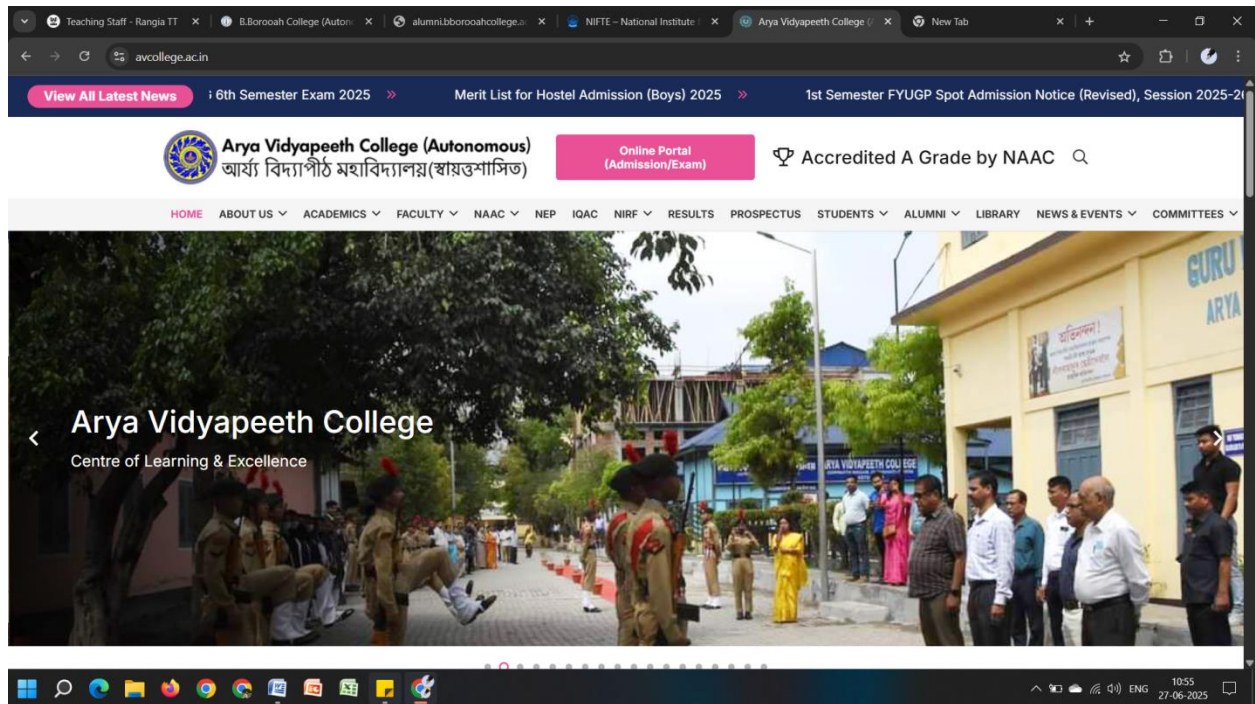 Teaching Staff - Rangia TT
B.Borooah College (Autono
alumni.bborooahcollege.ac
NIFTE – National Institute
Arya Vidyapeeth College (
New Tab
avcollege.ac.in
View All Latest News
6th Semester Exam 2025 »
Merit List for Hostel Admission (Boys) 2025 »
1st Semester FYUGP Spot Admission Notice (Revised), Session 2025-26
Arya Vidyapeeth College (Autonomous)
আৰ্য্য বিদ্যাপীঠ মহাবিদ্যালয়(স্বায়ত্তশাসিত)
Online Portal
(Admission/Exam)
Accredited A Grade by NAAC
HOME ABOUT US ACADEMICS FACULTY NAAC NEP IQAC NIRF RESULTS PROSPECTUS STUDENTS ALUMNI LIBRARY NEWS & EVENTS COMMITTEES
GURU
ARYA
অভিনন্দন!
ARYA VIDYAPEETH COLLEGE
Arya Vidyapeeth College
Centre of Learning & Excellence
ENG
10:55
27-06-2025